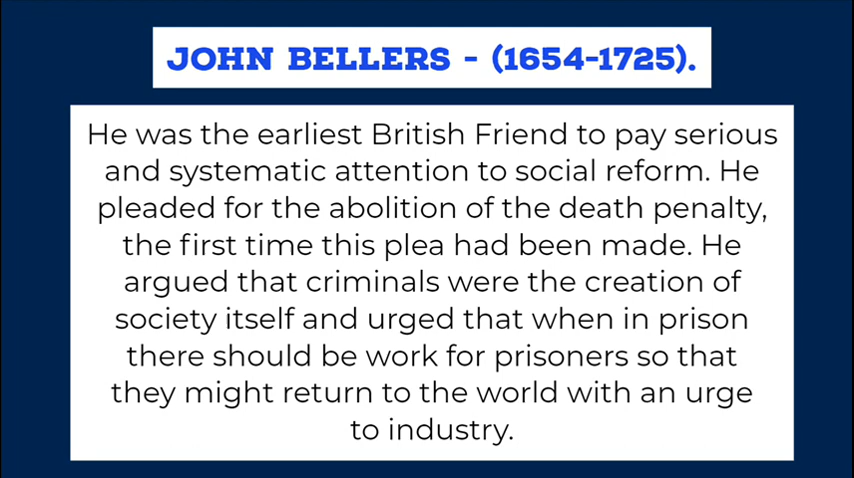 JOHN BELLERS - (1654-1725).
He was the earliest British Friend to pay serious
and systematic attention to social reform. He
pleaded for the abolition of the death penalty,
the first time this plea had been made. He
argued that criminals were the creation of
society itself and urged that when in prison
there should be work for prisoners so that
they might return to the world with an urge
to industry.